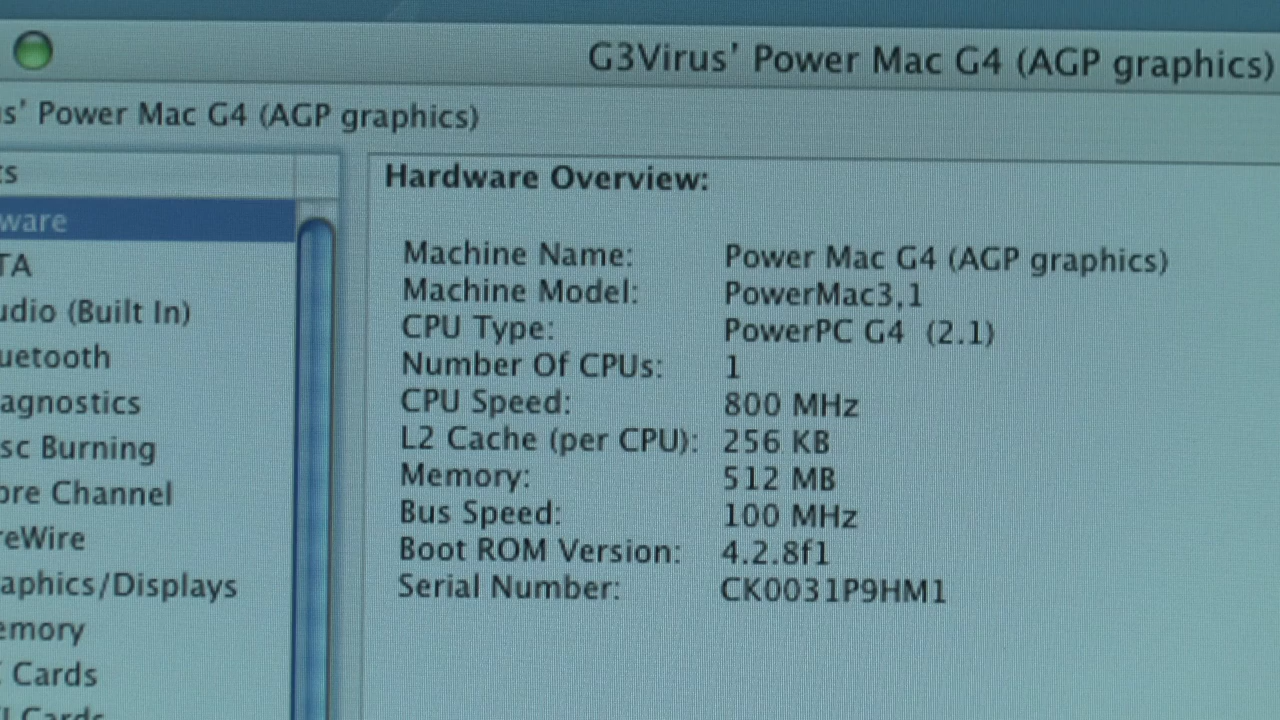 G3Virus' Power Mac G4 (AGP graphics)
s' Power Mac G4 (AGP graphics)
ts
ware
TA
udio (Built In)
uetooth
agnostics
sc Burning
ore Channel
reWire
aphics/Displays
emory
Cards
Cards
Hardware Overview:
Machine Name: Power Mac G4 (AGP graphics)
Machine Model: PowerMac3,1
CPU Type: PowerPC G4 (2.1)
Number Of CPUs: 1
CPU Speed: 800 MHz
L2 Cache (per CPU): 256 KB
Memory: 512 MB
Bus Speed: 100 MHz
Boot ROM Version: 4.2.8f1
Serial Number: CK0031P9HM1